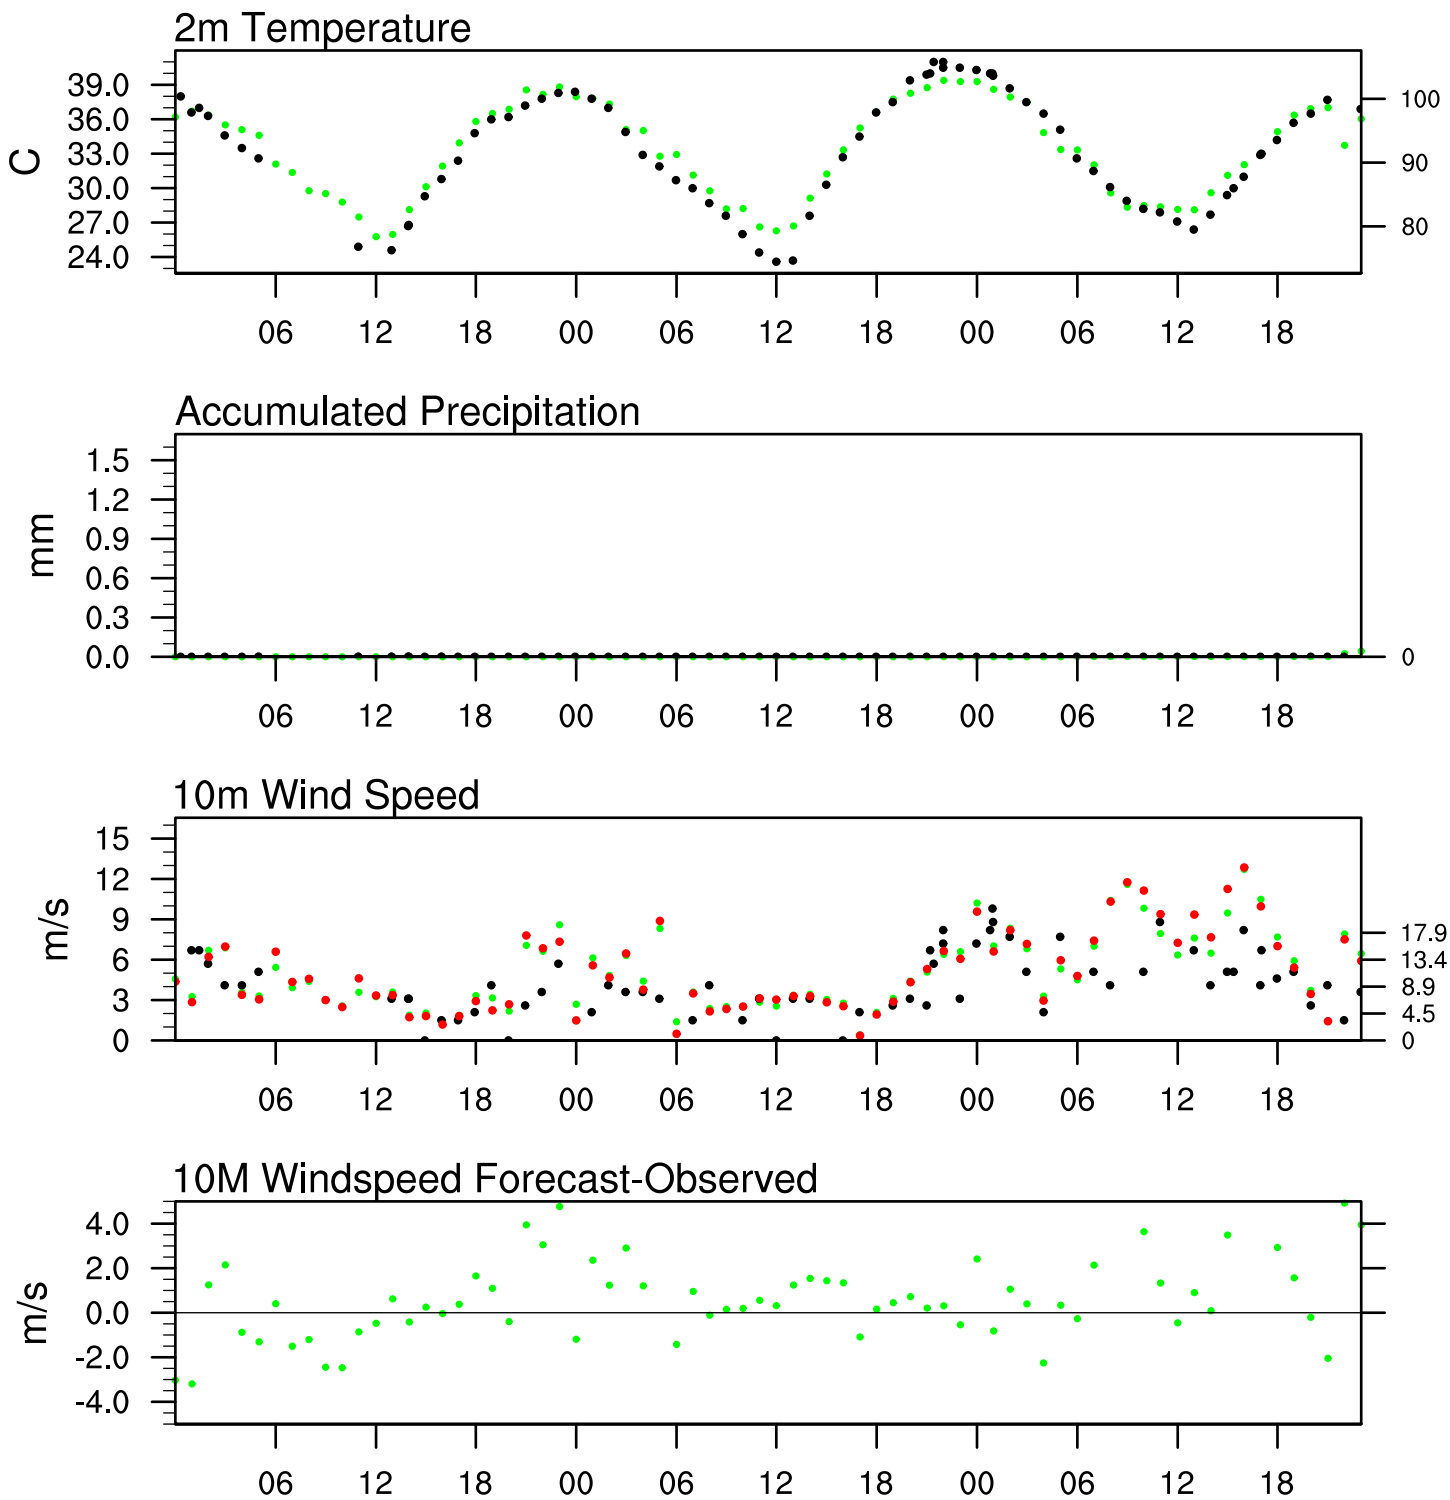 2m Temperature
39.0
36.0
33.0
30.0
27.0
24.0
C
100
90
80
06 12 18 00 06 12 18 00 06 12 18
Accumulated Precipitation
1.5
1.2
0.9
0.6
0.3
0.0
mm
0
06 12 18 00 06 12 18 00 06 12 18
10m Wind Speed
15
12
9
6
3
0
m/s
17.9
13.4
8.9
4.5
0
06 12 18 00 06 12 18 00 06 12 18
10M Windspeed Forecast-Observed
4.0
2.0
0.0
-2.0
-4.0
m/s
06 12 18 00 06 12 18 00 06 12 18